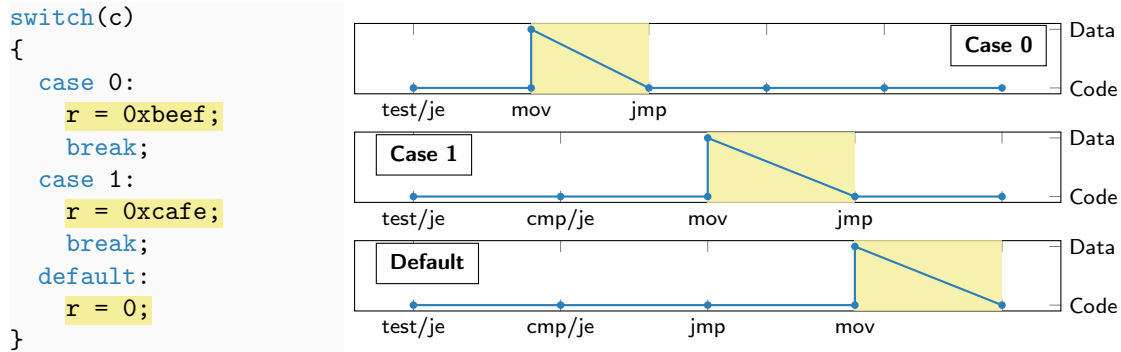 switch(c)
{
case 0:
r = 0xbeef;
break;
case 1:
r = 0xcafe;
break;
default:
r = 0;
}
Case 0
Data
Code
test/je mov jmp
Case 1
Data
Code
test/je cmp/je mov jmp
Default
Data
Code
test/je cmp/je jmp mov